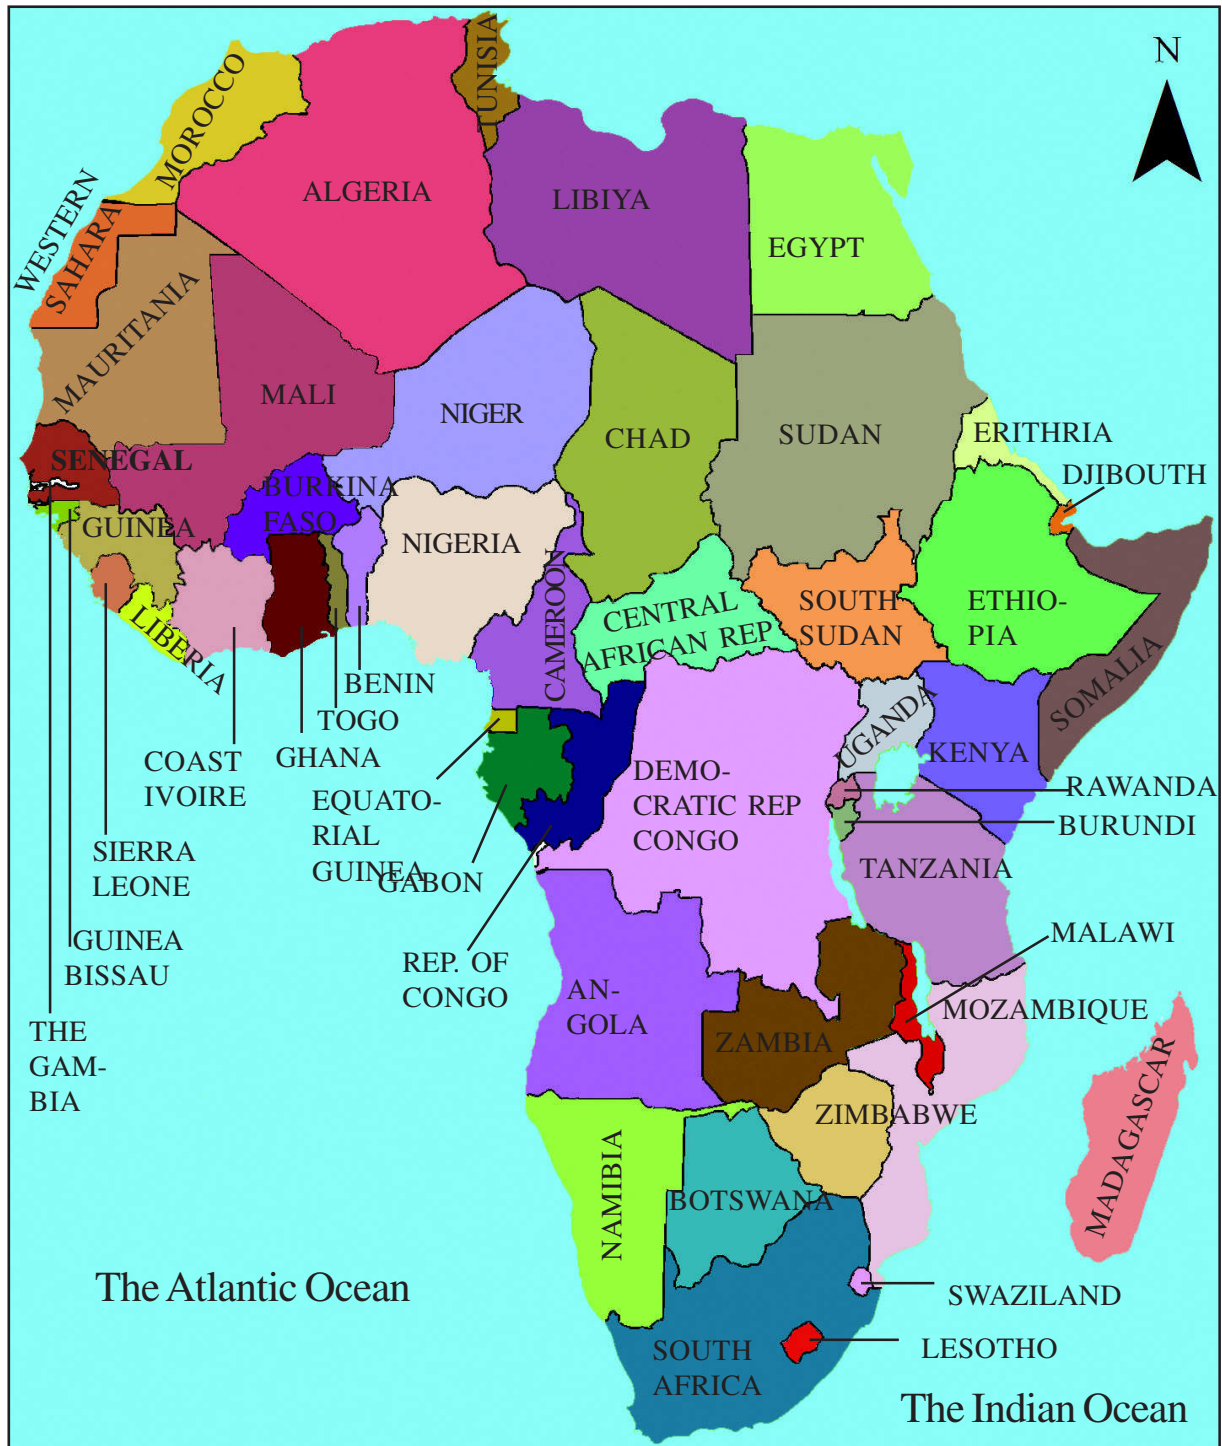 N
TUNISIA
MOROCCO
ALGERIA
LIBIYA
EGYPT
WESTERN
SAHARA
MAURITANIA
MALI
NIGER
CHAD
SUDAN
ERITHRIA
DJIBOUTH
SENEGAL
BURKINA
FASO
GUINEA
NIGERIA
CAMEROON
CENTRAL
AFRICAN REP
SOUTH
SUDAN
ETHIO-
PIA
SOMALIA
LIBERIA
BENIN
TOGO
GHANA
COAST
IVOIRE
EQUATO-
RIAL
GUINEA
GABON
SIERRA
LEONE
GUINEA
BISSAU
THE
GAM-
BIA
REP. OF
CONGO
DEMO-
CRATIC REP
CONGO
UGANDA
KENYA
RAWANDA
BURUNDI
TANZANIA
MALAWI
AN-
GOLA
ZAMBIA
MOZAMBIQUE
ZIMBABWE
MADAGASCAR
NAMIBIA
BOTSWANA
The Atlantic Ocean
SWAZILAND
LESOTHO
SOUTH
AFRICA
The Indian Ocean